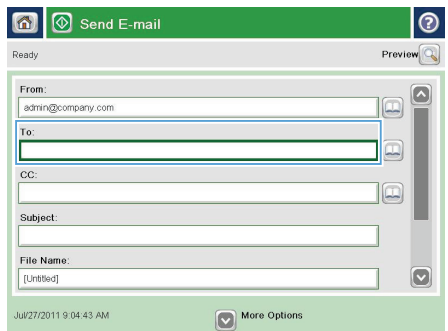 Send E-mail
Ready
Preview
From:
admin@company.com
To:
CC:
Subject:
File Name:
[Untitled]
Jul/27/2011 9:04:43 AM
More Options